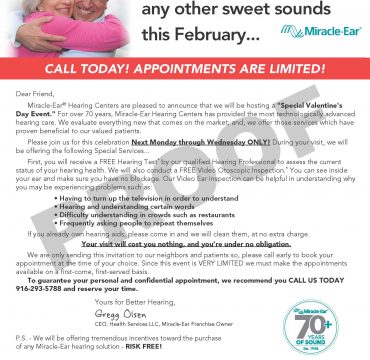 any other sweet sounds
this February...
Miracle-Ear®
CALL TODAY! APPOINTMENTS ARE LIMITED!
Dear Friend,
Miracle-Ear® Hearing Centers are pleased to announce that we will be hosting a "Special Valentine's
Day Event." For over 70 years, Miracle-Ear Hearing Centers has provided the most technologically advanced
hearing care. We evaluate everything new that comes on the market, and we offer those services which have
proven beneficial to our valued patients.
Please join us for this celebration Next Monday through Wednesday ONLY! During your visit, we will
be offering the following Special Services...
First, you will receive a FREE Hearing Test* by our qualified Hearing Professional to assess the current
status of your hearing health. We will also conduct a FREE Video Otoscopic Inspection.* You can see inside
your ear and make sure you have no blockage. Our Video Ear Inspection can be helpful in understanding why
you may be experiencing problems such as:
• Having to turn up the television in order to understand
• Hearing and understanding certain words
• Difficulty understanding in crowds such as restaurants
• Frequently asking people to repeat themselves
If you already own hearing aids, please come in and we will clean them, at no extra charge.
Your visit will cost you nothing, and you're under no obligation.
We are only sending this invitation to our neighbors and patients so, please call early to book your
appointment at the time of your choice. Since this event is VERY LIMITED we must make the appointments
available on a first-come, first-served basis.
To guarantee your personal and confidential appointment, we recommend you CALL US TODAY
916-293-5788 and reserve your time.
Yours for Better Hearing,
Gregg Olsen
CEO, Health Services LLC, Miracle-Ear Franchise Owner
P.S. - We will be offering tremendous incentives toward the purchase
of any Miracle-Ear hearing solution - RISK FREE!
Miracle-Ear
70+
YEARS
OF SOUND
Est. 1948
PROOF